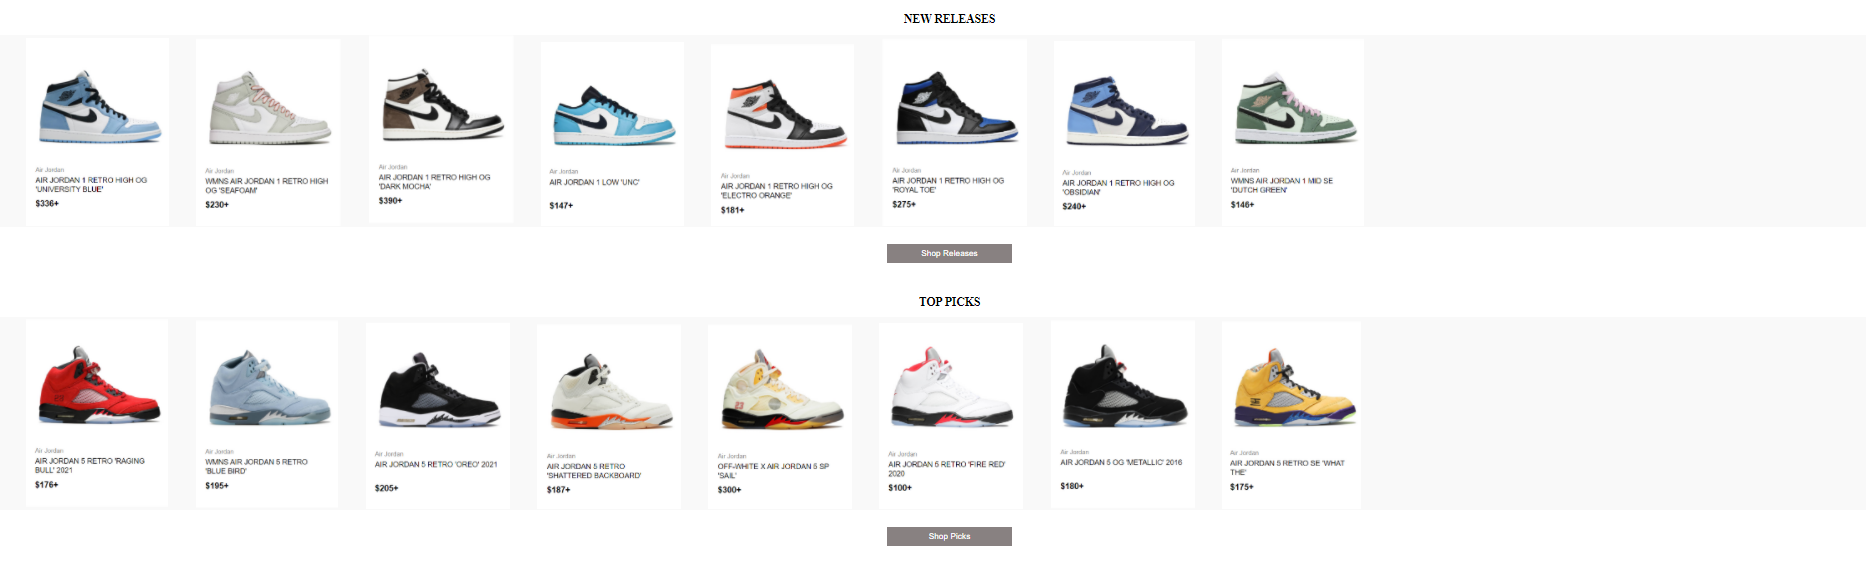 NEW RELEASES
Air Jordan
AIR JORDAN 1 RETRO HIGH OG
'UNIVERSITY BLUE'
$336+
Air Jordan
WMNS AIR JORDAN 1 RETRO HIGH
OG 'SEAFOAM'
$230+
Air Jordan
AIR JORDAN 1 RETRO HIGH OG
'DARK MOCHA'
$390+
Air Jordan
AIR JORDAN 1 LOW 'UNC'
$147+
Air Jordan
AIR JORDAN 1 RETRO HIGH OG
'ELECTRO ORANGE'
$181+
Air Jordan
AIR JORDAN 1 RETRO HIGH OG
'ROYAL TOE'
$275+
Air Jordan
AIR JORDAN 1 RETRO HIGH OG
'OBSIDIAN'
$240+
Air Jordan
WMNS AIR JORDAN 1 MID SE
'DUTCH GREEN'
$146+
Shop Releases
TOP PICKS
Air Jordan
AIR JORDAN 5 RETRO 'RAGING
BULL' 2021
$176+
Air Jordan
WMNS AIR JORDAN 5 RETRO
'BLUE BIRD'
$195+
Air Jordan
AIR JORDAN 5 RETRO 'OREO' 2021
$205+
Air Jordan
AIR JORDAN 5 RETRO
'SHATTERED BACKBOARD'
$187+
Air Jordan
OFF-WHITE X AIR JORDAN 5 SP
'SAIL'
$300+
Air Jordan
AIR JORDAN 5 RETRO 'FIRE RED'
2020
$100+
Air Jordan
AIR JORDAN 5 OG 'METALLIC' 2016
$180+
Air Jordan
AIR JORDAN 5 RETRO SE 'WHAT
THE'
$175+
Shop Picks